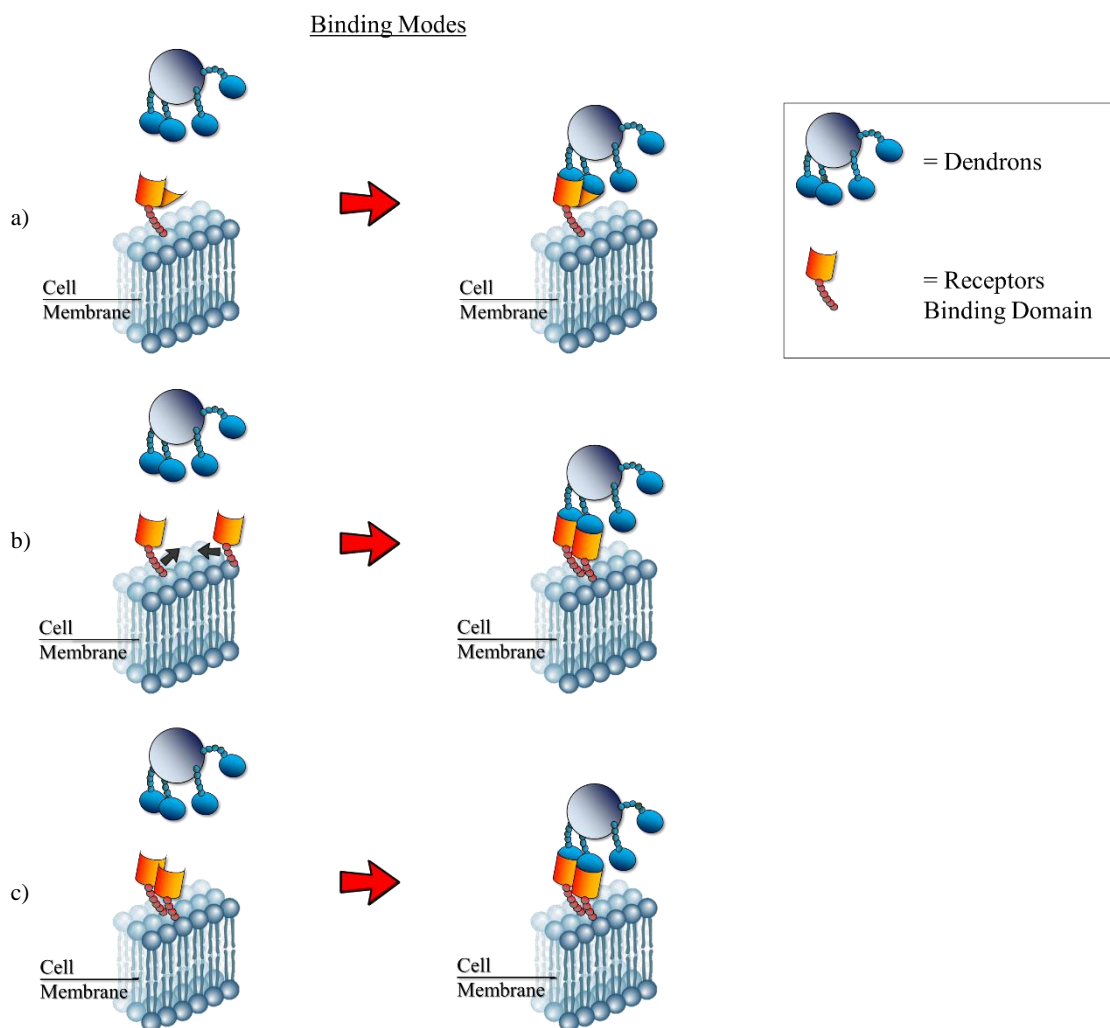 Binding Modes
= Dendrons
a)
Cell
Membrane
Cell
Membrane
= Receptors
Binding Domain
b)
Cell
Membrane
Cell
Membrane
c)
Cell
Membrane
Cell
Membrane